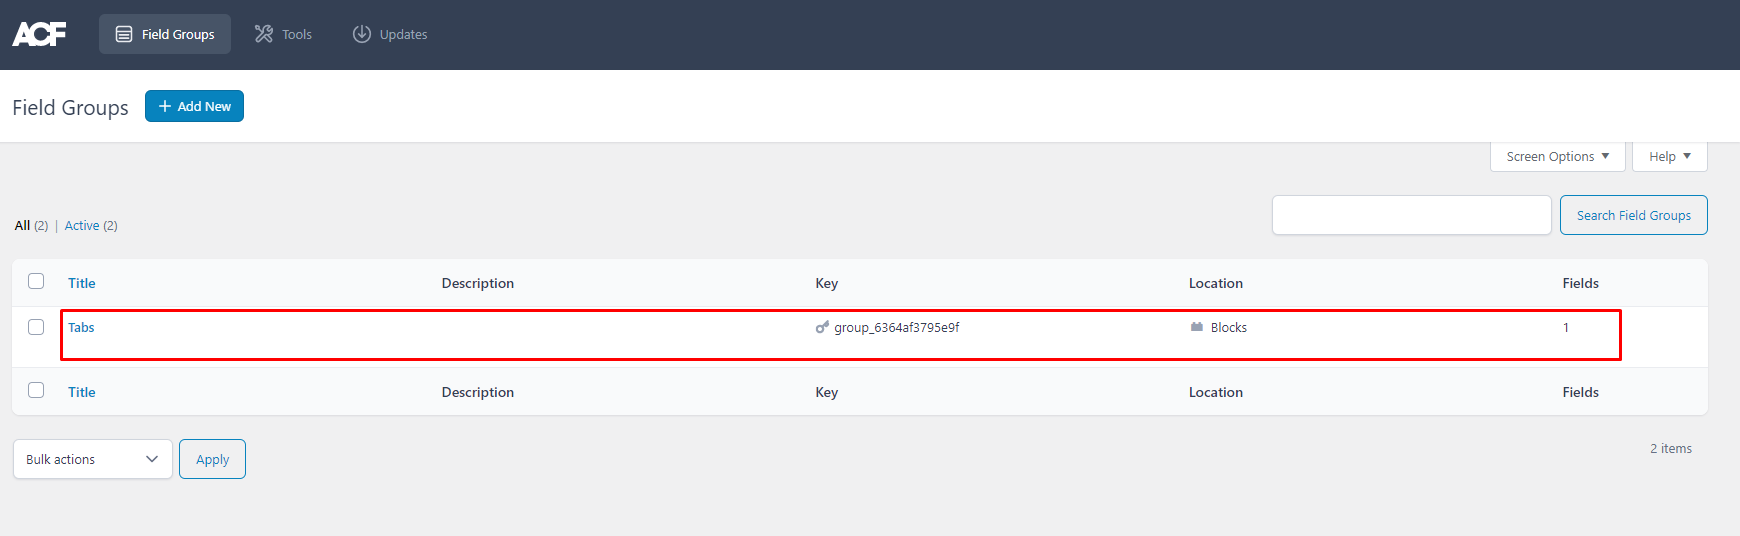 ACF Field Groups Tools Updates
Field Groups + Add New
Screen Options Help
All (2) | Active (2) Search Field Groups
Title Description Key Location Fields
Tabs group_6364af3795e9f Blocks 1
Title Description Key Location Fields
Bulk actions Apply 2 items